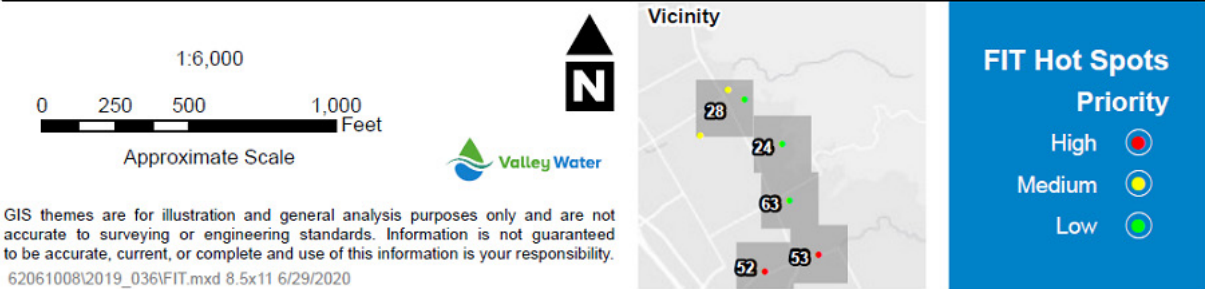 1:6,000
0 250 500 1,000
Feet
Approximate Scale
N
Valley Water
GIS themes are for illustration and general analysis purposes only and are not
accurate to surveying or engineering standards. Information is not guaranteed
to be accurate, current, or complete and use of this information is your responsibility.
62061008\2019_036\FIT.mxd 8.5x11 6/29/2020
Vicinity
28
24
63
53
52
FIT Hot Spots
Priority
High
Medium
Low